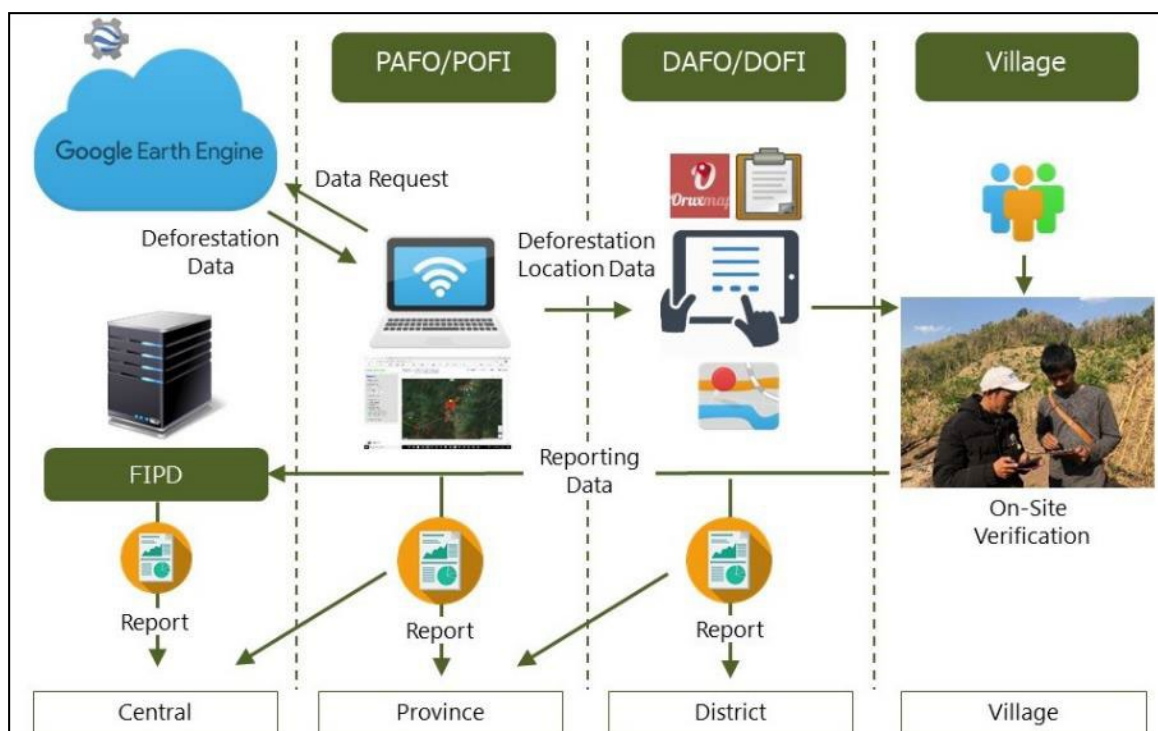 PAFO/POFI
DAFO/DOFI
Village
Google Earth Engine
Data Request
Deforestation
Data
Deforestation
Location Data
Oruxmap
FIPD
Reporting
Data
On-Site
Verification
Report
Report
Report
Central
Province
District
Village